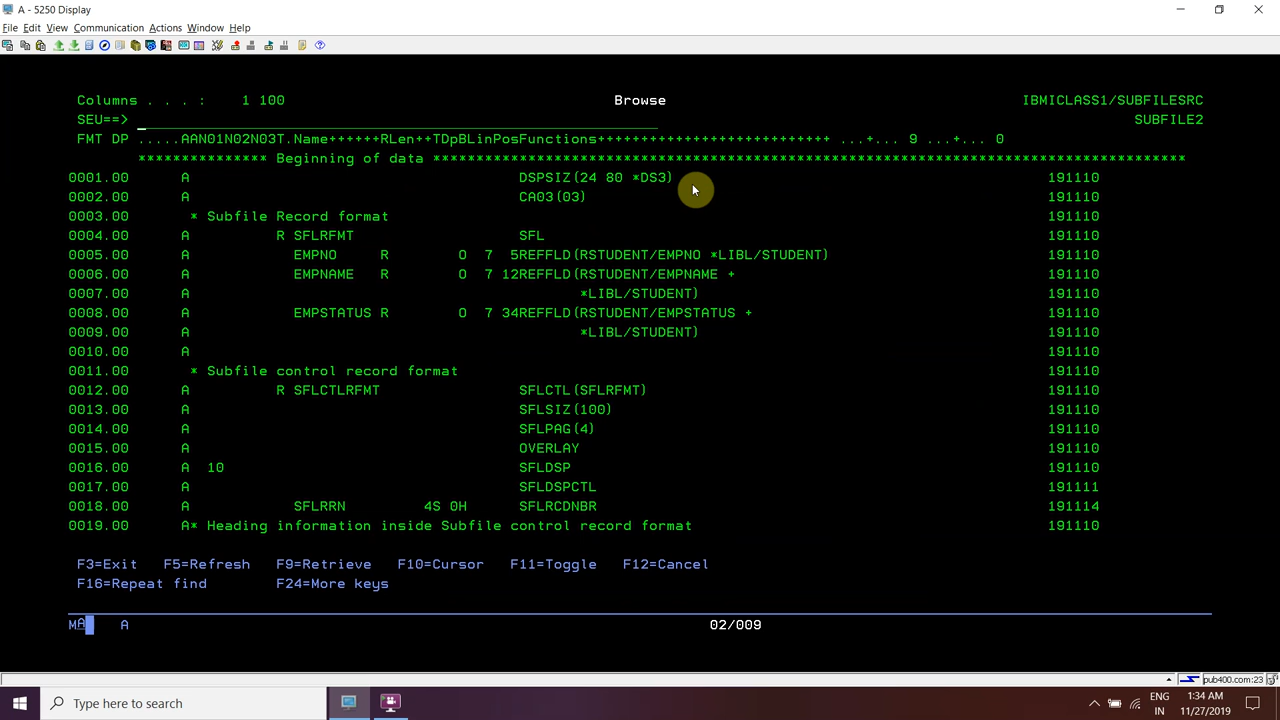 A - 5250 Display
File Edit View Communication Actions Window Help
Columns . . . : 1 100 Browse IBMICLASS1/SUBFILESRC
SEU==> SUBFILE2
FMT DP .....AAN01N02N03T.Name++++++RLen++TDpBLinPosFunctions+++++++++++++++++++++++++++ ...+... 9 ...+... 0
*************** Beginning of data ***************************************************************************************
0001.00 A DSPSIZ(24 80 *DS3) 191110
0002.00 A CA03(03) 191110
0003.00 * Subfile Record format 191110
0004.00 A R SFLRFMT SFL 191110
0005.00 A EMPNO R O 7 5REFFLD(RSTUDENT/EMPNO *LIBL/STUDENT) 191110
0006.00 A EMPNAME R O 7 12REFFLD(RSTUDENT/EMPNAME + 191110
0007.00 A *LIBL/STUDENT) 191110
0008.00 A EMPSTATUS R O 7 34REFFLD(RSTUDENT/EMPSTATUS + 191110
0009.00 A *LIBL/STUDENT) 191110
0010.00 A 191110
0011.00 * Subfile control record format 191110
0012.00 A R SFLCTLRFMT SFLCTL(SFLRFMT) 191110
0013.00 A SFLSIZ(100) 191110
0014.00 A SFLPAG(4) 191110
0015.00 A OVERLAY 191110
0016.00 A 10 SFLDSP 191110
0017.00 A SFLDSPCTL 191111
0018.00 A SFLRRN 4S 0H SFLRCDNBR 191114
0019.00 A* Heading information inside Subfile control record format 191110
F3=Exit F5=Refresh F9=Retrieve F10=Cursor F11=Toggle F12=Cancel
F16=Repeat find F24=More keys
MA A 02/009
pub400.com:23
Type here to search
ENG
IN
1:34 AM
11/27/2019